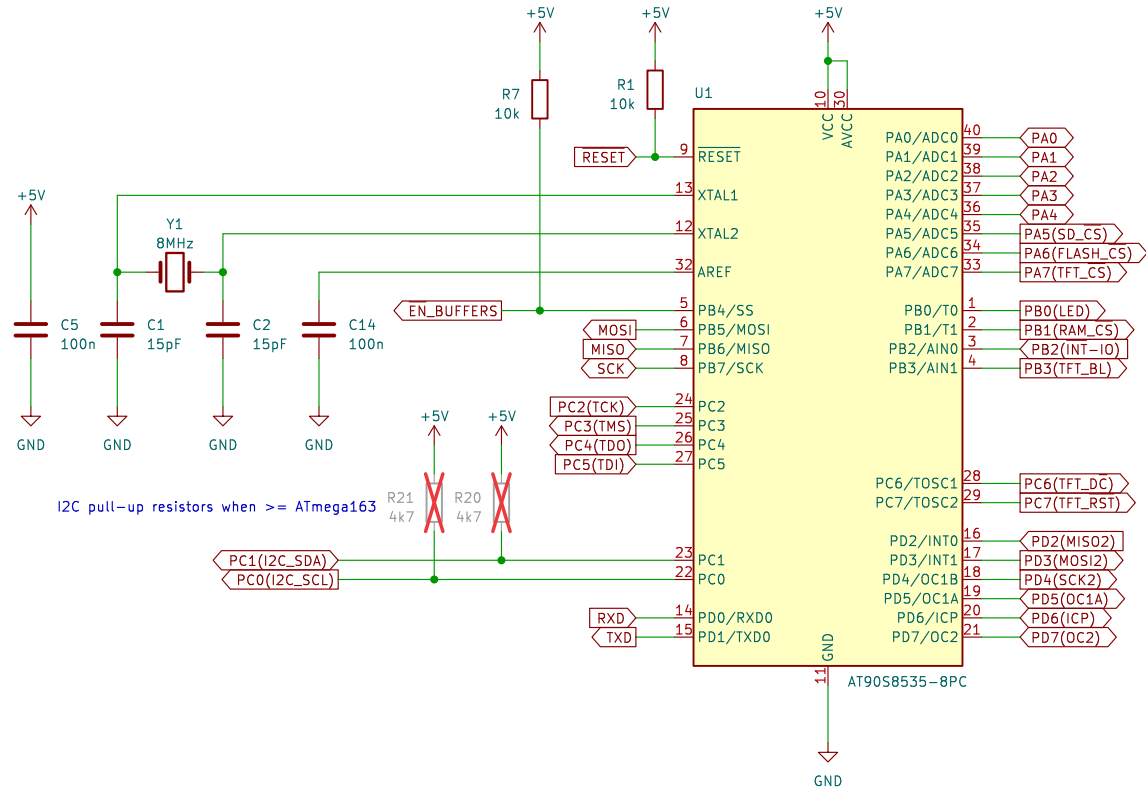 +5V
+5V
+5V
R7
10k
R1
10k
U1
10
VCC
30
AVCC
RESET
9
RESET
13
XTAL1
12
XTAL2
32
AREF
EN_BUFFERS
5
PB4/SS
MOSI
6
PB5/MOSI
MISO
7
PB6/MISO
SCK
8
PB7/SCK
PC2(TCK)
24
PC2
PC3(TMS)
25
PC3
PC4(TDO)
26
PC4
PC5(TDI)
27
PC5
PC1(I2C_SDA)
23
PC1
PC0(I2C_SCL)
22
PC0
RXD
14
PD0/RXD0
TXD
15
PD1/TXD0
PA0/ADC0
40
PA0
PA1/ADC1
39
PA1
PA2/ADC2
38
PA2
PA3/ADC3
37
PA3
PA4/ADC4
36
PA4
PA5/ADC5
35
PA5(SD_CS)
PA6/ADC6
34
PA6(FLASH_CS)
PA7/ADC7
33
PA7(TFT_CS)
PB0/T0
1
PB0(LED)
PB1/T1
2
PB1(RAM_CS)
PB2/AIN0
3
PB2(INT-IO)
PB3/AIN1
4
PB3(TFT_BL)
PC6/TOSC1
28
PC6(TFT_DC)
PC7/TOSC2
29
PC7(TFT_RST)
PD2/INT0
16
PD2(MISO2)
PD3/INT1
17
PD3(MOSI2)
PD4/OC1B
18
PD4(SCK2)
PD5/OC1A
19
PD5(OC1A)
PD6/ICP
20
PD6(ICP)
PD7/OC2
21
PD7(OC2)
GND
11
AT90S8535-8PC
GND
+5V
Y1
8MHz
C5
100n
C1
15pF
C2
15pF
C14
100n
GND
GND
GND
GND
+5V
+5V
R21
4k7
R20
4k7
I2C pull-up resistors when >= ATmega163